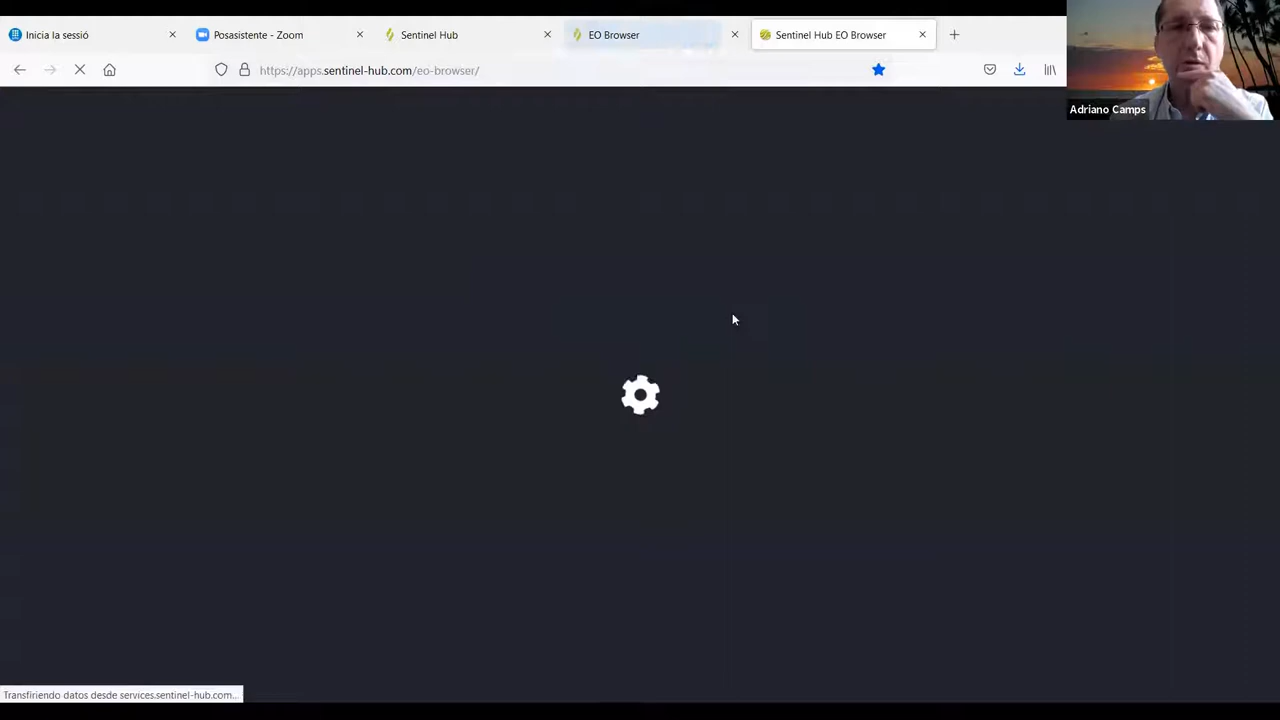 Inicia la sessió
Posasistente - Zoom
Sentinel Hub
EO Browser
Sentinel Hub EO Browser
https://apps.sentinel-hub.com/eo-browser/
Adriano Camps
Transfiriendo datos desde services.sentinel-hub.com...